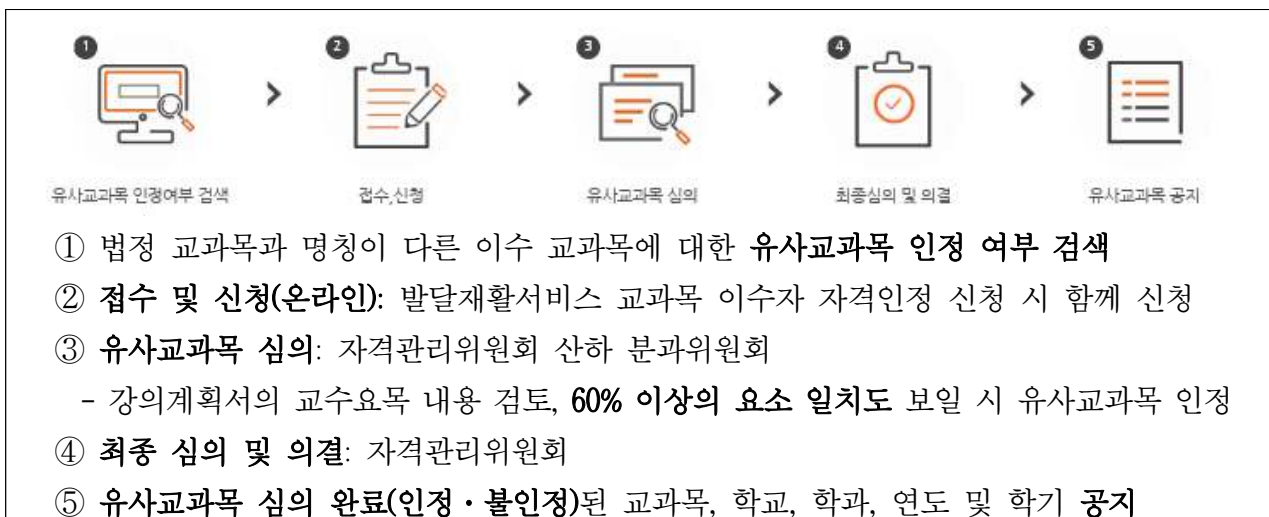 1 2 3 4 5
유사교과목 인정여부 검색 > 접수,신청 > 유사교과목 심의 > 최종심의 및 의결 > 유사교과목 공지
① 법정 교과목과 명칭이 다른 이수 교과목에 대한 유사교과목 인정 여부 검색
② 접수 및 신청(온라인): 발달재활서비스 교과목 이수자 자격인정 신청 시 함께 신청
③ 유사교과목 심의: 자격관리위원회 산하 분과위원회
- 강의계획서의 교수요목 내용 검토, 60% 이상의 요소 일치도 보일 시 유사교과목 인정
④ 최종 심의 및 의결: 자격관리위원회
⑤ 유사교과목 심의 완료(인정・불인정)된 교과목, 학교, 학과, 연도 및 학기 공지